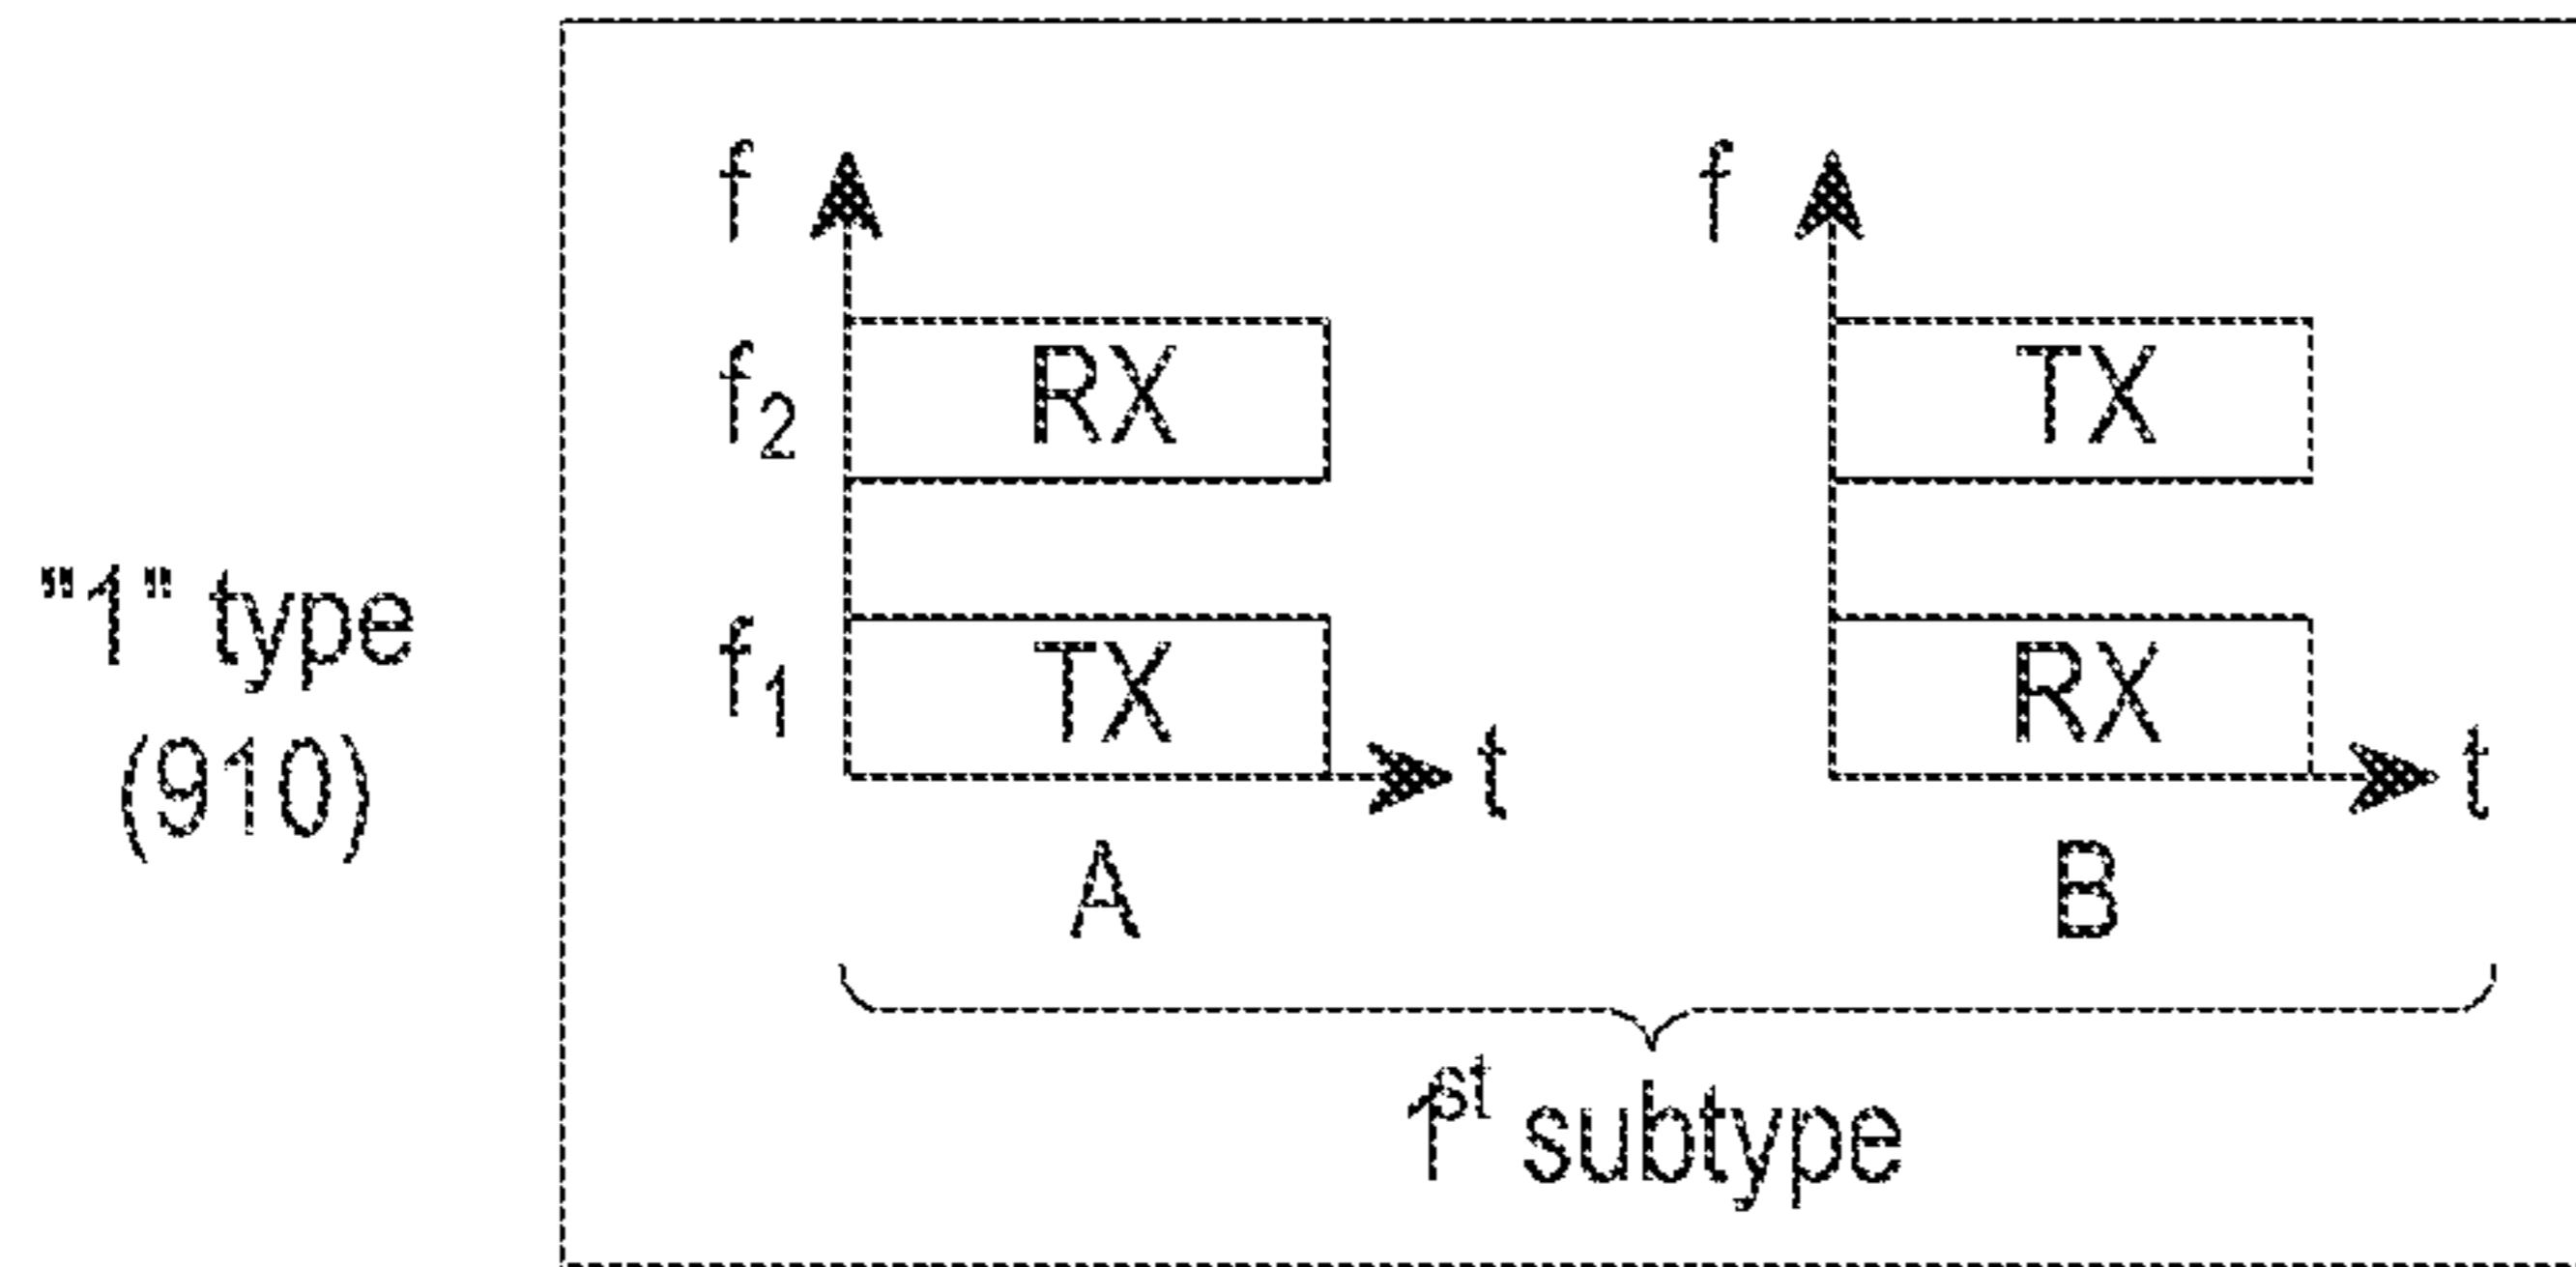 "1" type
(910)
f
f2
RX
f1
TX
t
A
f
TX
RX
t
B
1st subtype